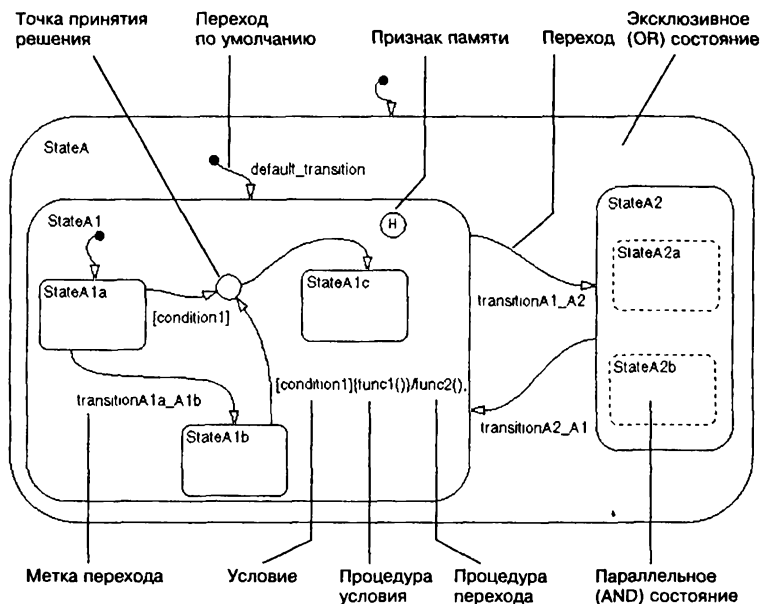 Точка принятия
решения
Переход
по умолчанию
Признак памяти
Переход
Эксклюзивное
(OR) состояние
StateA
default_transition
StateA1
H
StateA2
StateA2a
StateA1a
StateA1c
[condition1]
transitionA1_A2
StateA2b
transitionA1a_A1b
[condition1]{func1()}/func2(),
transitionA2_A1
StateA1b
Метка перехода
Условие
Процедура
условия
Процедура
перехода
Параллельное
(AND) состояние